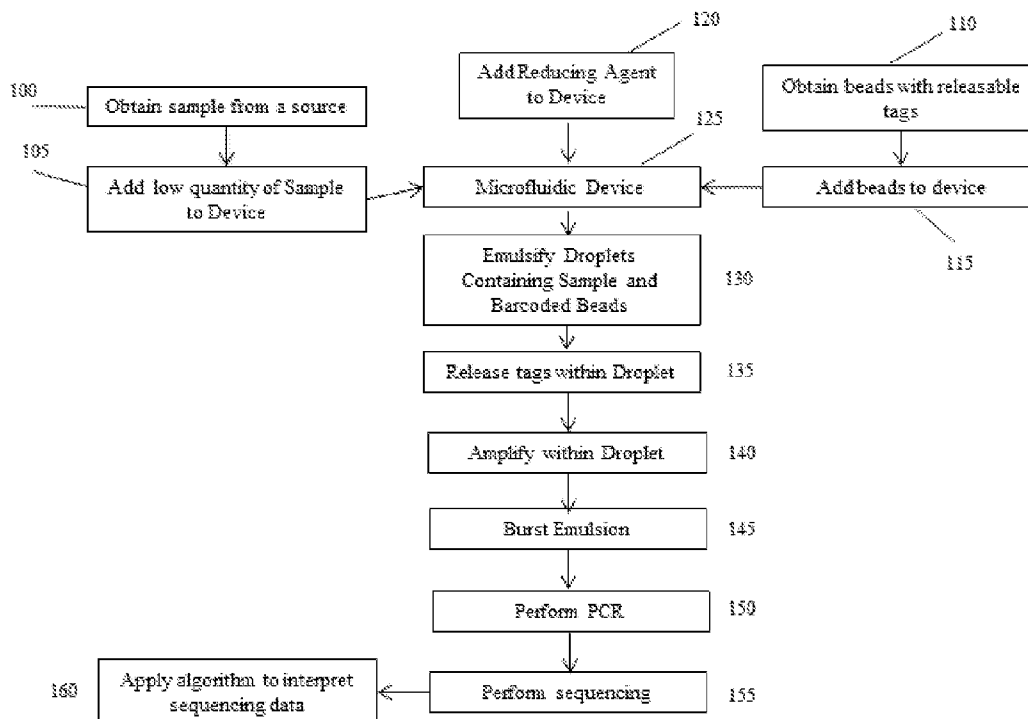 120
110
Add Reducing Agent
to Device
Obtain beads with releasable
tags
100
Obtain sample from a source
125
105
Add low quantity of Sample
to Device
Microfluidic Device
Add beads to device
115
Emulsify Droplets
Containing Sample and
Barcoded Beads
130
Release tags within Droplet
135
Amplify within Droplet
140
Burst Emulsion
145
Perform PCR
150
160
Apply algorithm to interpret
sequencing data
Perform sequencing
155